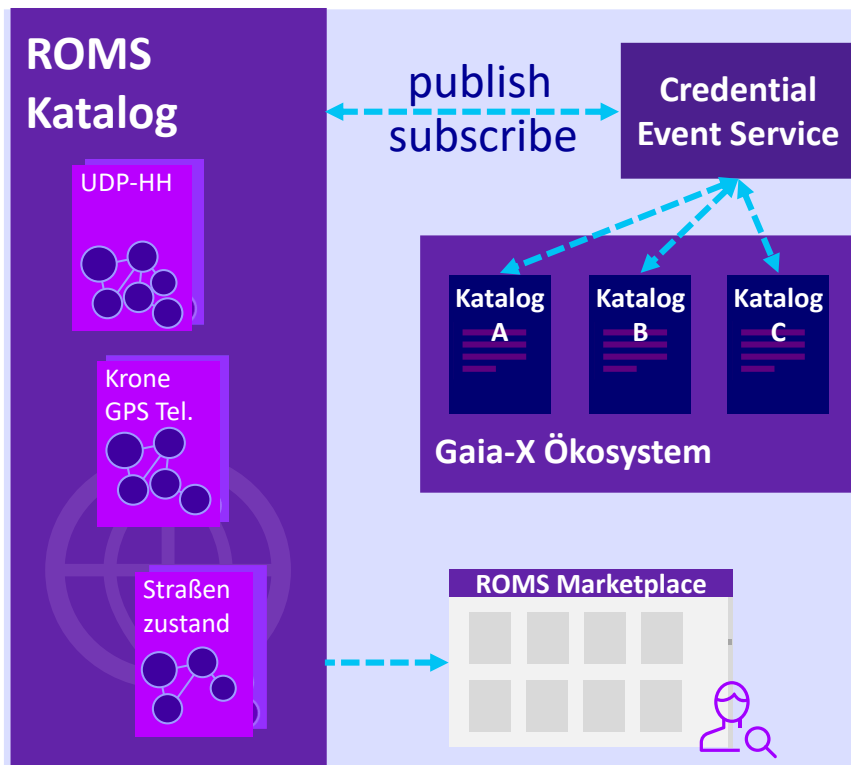 ROMS
Katalog
UDP-HH
Krone
GPS Tel.
Straßen
zustand
publish
subscribe
Credential
Event Service
Katalog
A
Katalog
B
Katalog
C
Gaia-X Ökosystem
ROMS Marketplace